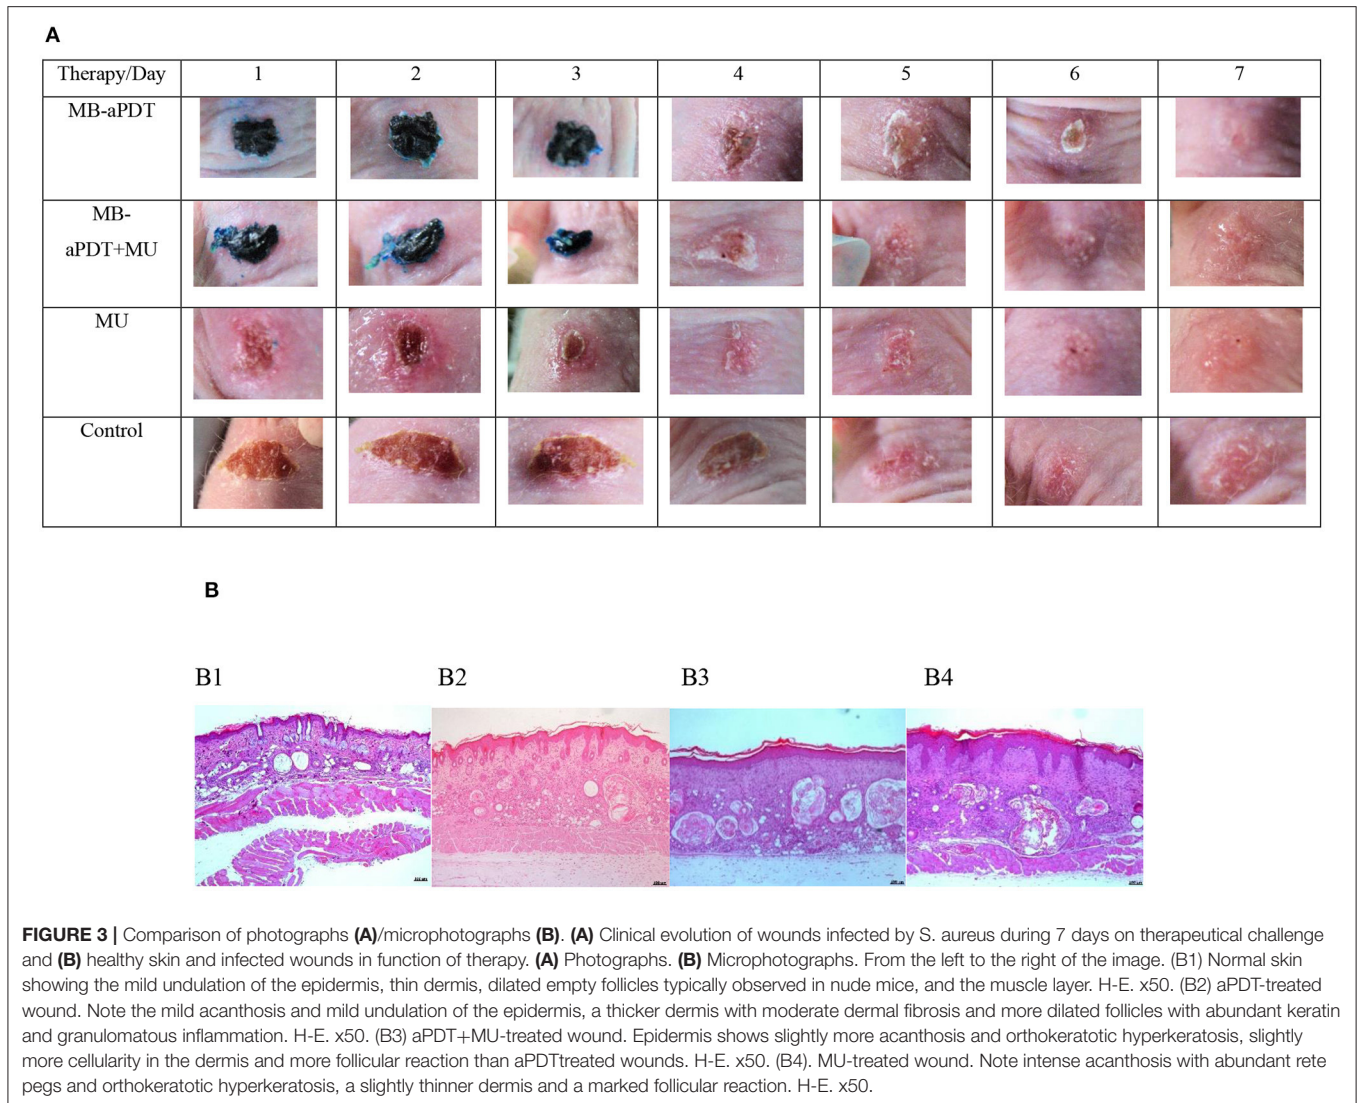 A
Therapy/Day 1 2 3 4 5 6 7
MB-aPDT
MB-
aPDT+MU
MU
Control
B
B1 B2 B3 B4
FIGURE 3 | Comparison of photographs (A)/microphotographs (B). (A) Clinical evolution of wounds infected by S. aureus during 7 days on therapeutical challenge
and (B) healthy skin and infected wounds in function of therapy. (A) Photographs. (B) Microphotographs. From the left to the right of the image. (B1) Normal skin
showing the mild undulation of the epidermis, thin dermis, dilated empty follicles typically observed in nude mice, and the muscle layer. H-E. x50. (B2) aPDT-treated
wound. Note the mild acanthosis and mild undulation of the epidermis, a thicker dermis with moderate dermal fibrosis and more dilated follicles with abundant keratin
and granulomatous inflammation. H-E. x50. (B3) aPDT+MU-treated wound. Epidermis shows slightly more acanthosis and orthokeratotic hyperkeratosis, slightly
more cellularity in the dermis and more follicular reaction than aPDTtreated wounds. H-E. x50. (B4). MU-treated wound. Note intense acanthosis with abundant rete
pegs and orthokeratotic hyperkeratosis, a slightly thinner dermis and a marked follicular reaction. H-E. x50.